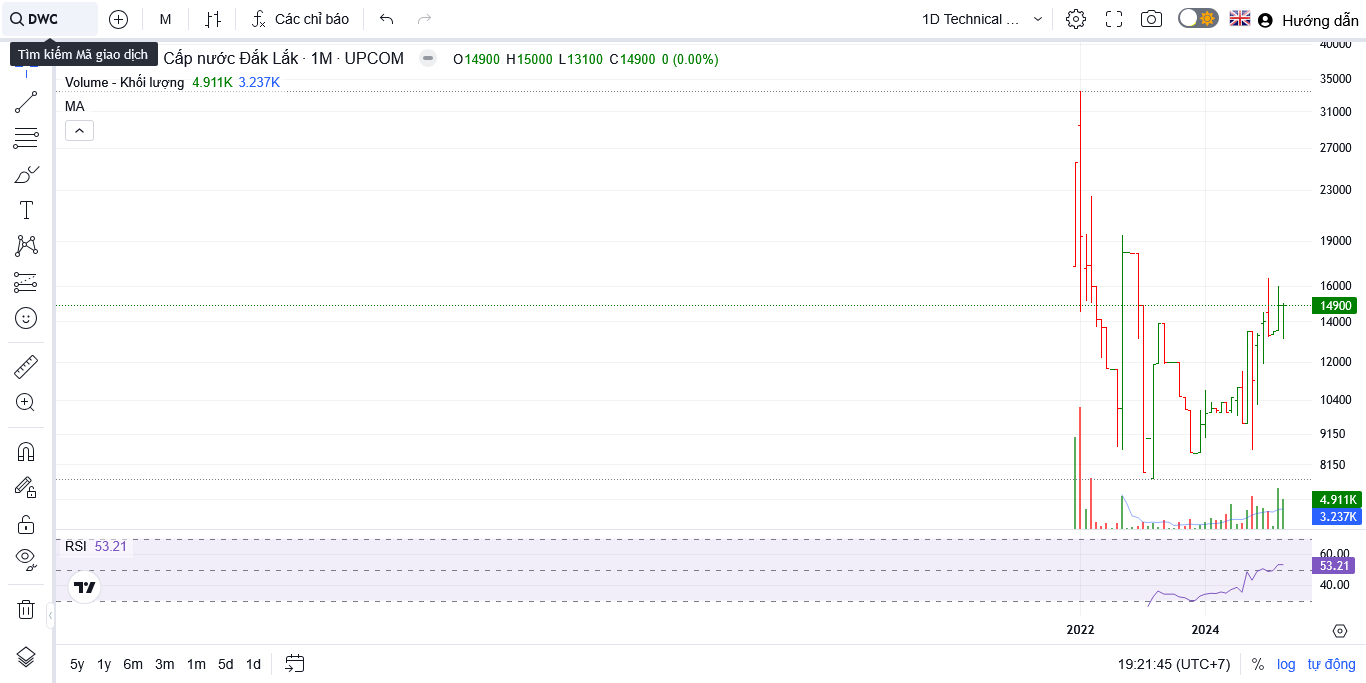 DWC M Các chỉ báo 1D Technical ... Hướng dẫn
Tìm kiếm Mã giao dịch Cấp nước Đắk Lắk · 1M · UPCOM O14900 H15000 L13100 C14900 0 (0.00%)
Volume - Khối lượng 4.911K 3.237K
MA
40000
35000
31000
27000
23000
19000
16000
14900
14000
12000
10400
9150
8150
4.911K
3.237K
RSI 53.21
60.00
53.21
40.00
2022 2024
5y 1y 6m 3m 1m 5d 1d 19:21:45 (UTC+7) % log tự động